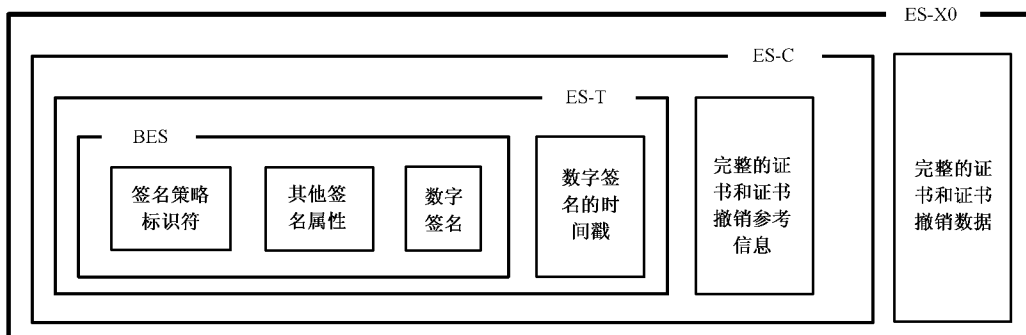 ES-X0
ES-C
ES-T
BES
签名策略
标识符
其他签
名属性
数字
签名
数字签
名的时
间戳
完整的证
书和证书
撤销参考
信息
完整的证
书和证书
撤销数据